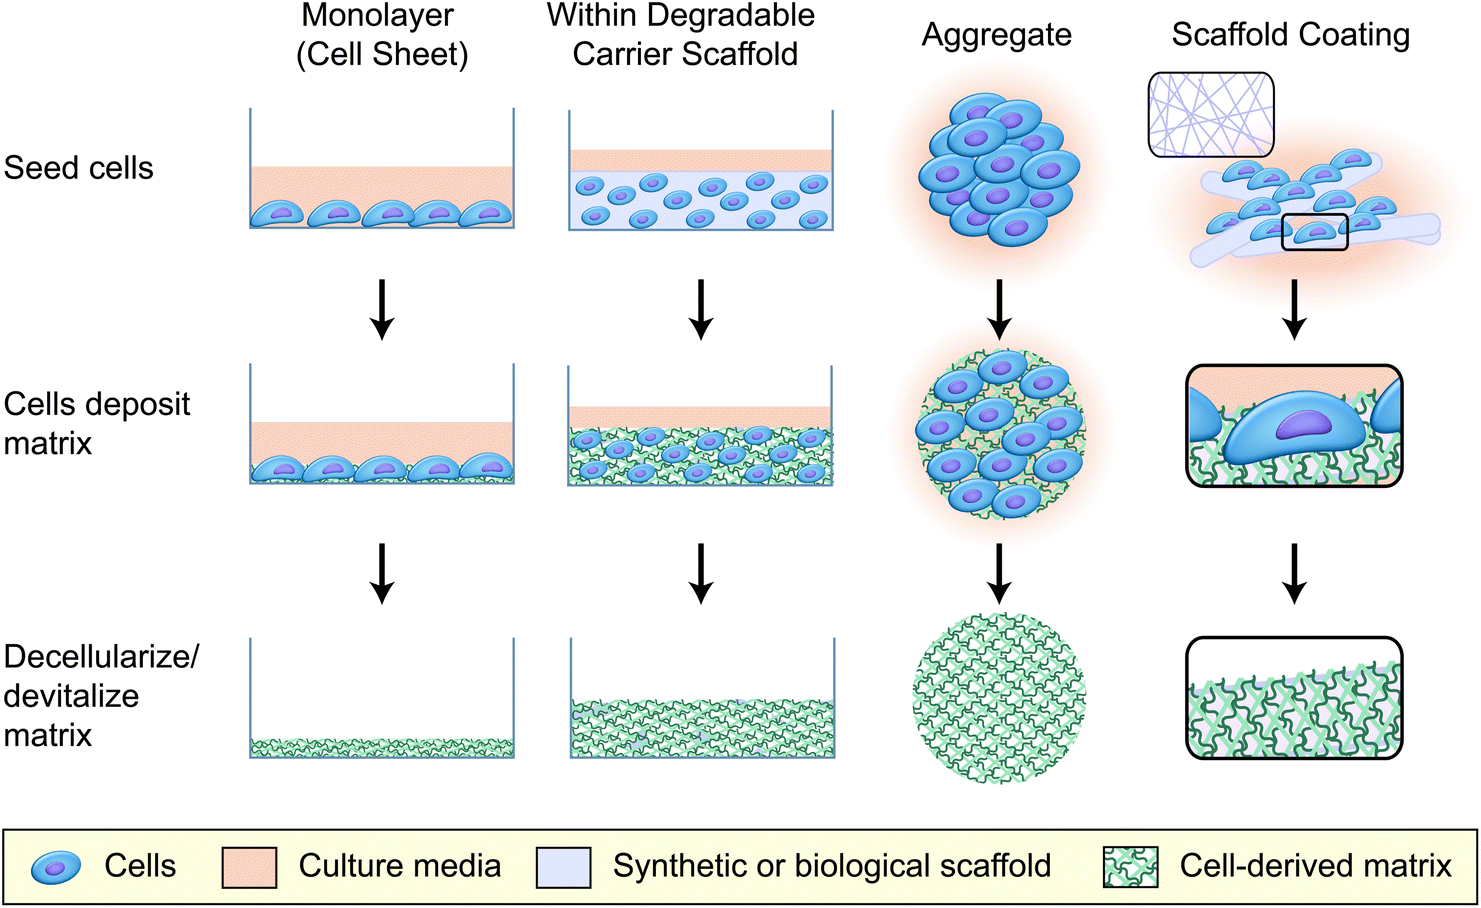 Monolayer
(Cell Sheet)
Within Degradable
Carrier Scaffold
Aggregate
Scaffold Coating
Seed cells
Cells deposit
matrix
Decellularize/
devitalize
matrix
Cells
Culture media
Synthetic or biological scaffold
Cell-derived matrix